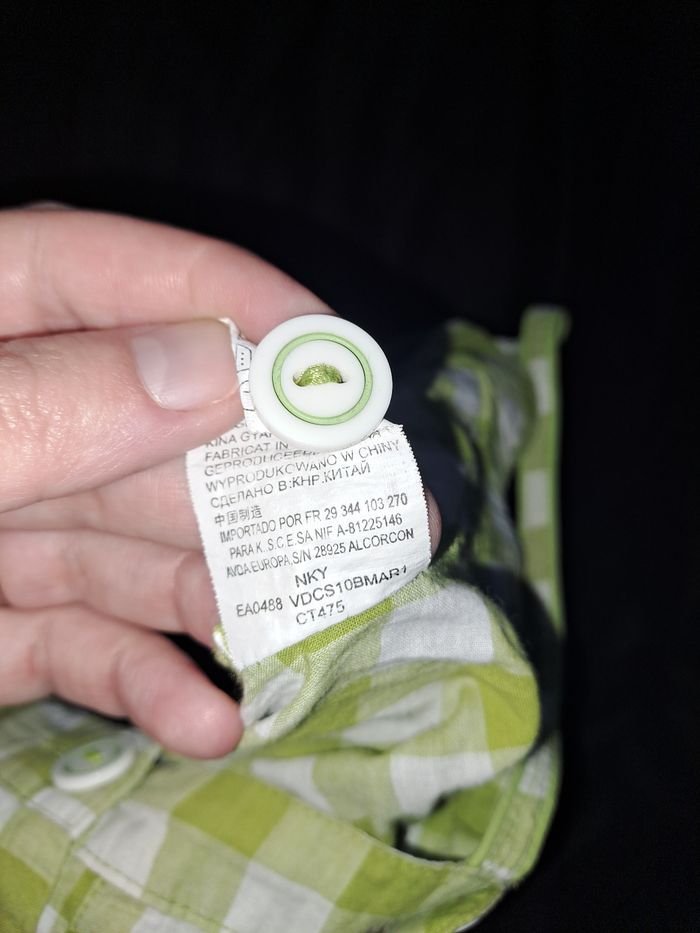 KINA GYÁR
FABRICAT IN
GEPRODUCEE
WYPRODUKOWANO W CHINY
СДЕЛАНО В:КНР.КИТАЙ
中国制造
IMPORTADO POR FR 29 344 103 270
PARA K..S.C.E.SA NIF A-81225146
AVDA.EUROPA,S/N 28925 ALCORCON
NKY
EA0488 VDCS10BMAR1
CT475